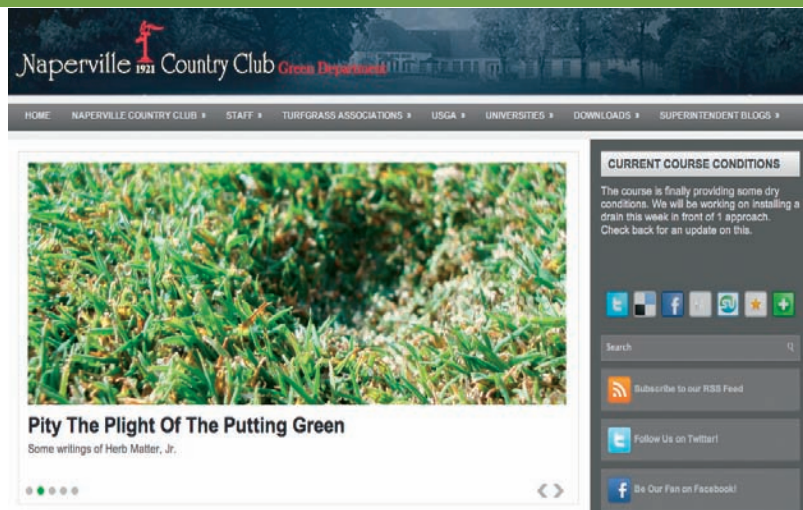 Naperville 1921 Country Club Green Department
HOME NAPERVILLE COUNTRY CLUB STAFF TURFGRASS ASSOCIATIONS USGA UNIVERSITIES DOWNLOADS SUPERINTENDENT BLOGS
Pity The Plight Of The Putting Green
Some writings of Herb Matter, Jr.
CURRENT COURSE CONDITIONS
The course is finally providing some dry
conditions. We will be working on installing a
drain this week in front of 1 approach.
Check back for an update on this.
Search
Subscribe to our RSS Feed
Follow Us on Twittar!
Be Our Fan on Facebook!